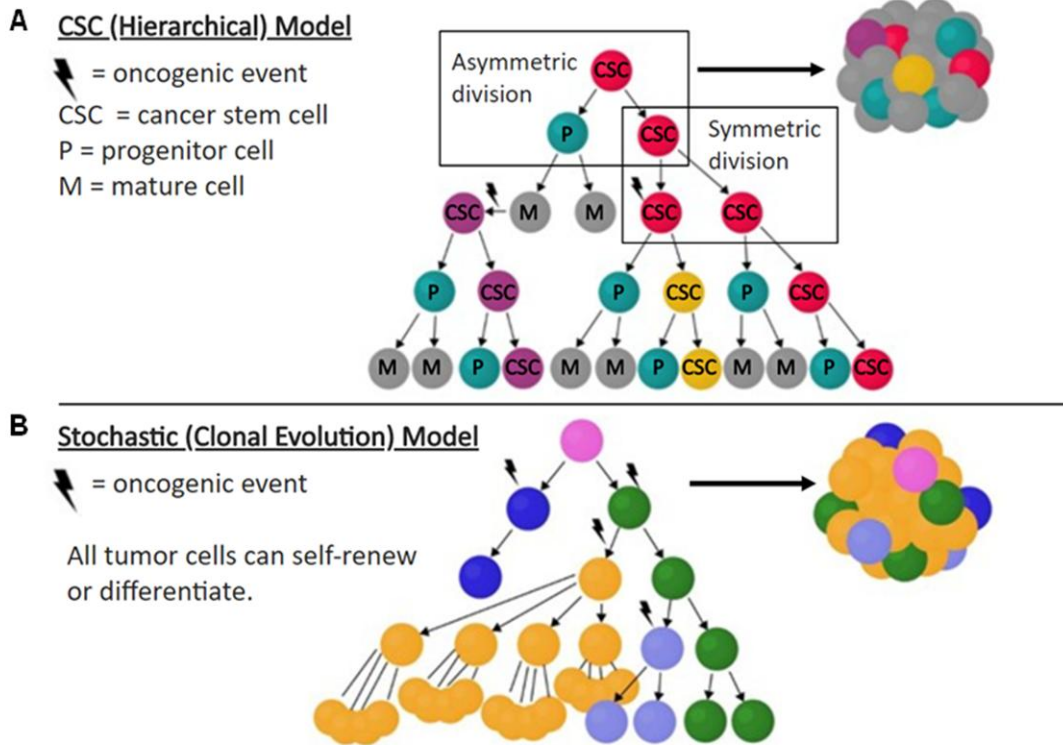 A
CSC (Hierarchical) Model
= oncogenic event
CSC = cancer stem cell
P = progenitor cell
M = mature cell
Asymmetric
division
CSC
P
CSC
Symmetric
division
CSC
M
M
CSC
CSC
P
CSC
P
CSC
P
CSC
M
M
P
CSC
M
M
P
CSC
M
M
P
CSC
B
Stochastic (Clonal Evolution) Model
= oncogenic event
All tumor cells can self-renew
or differentiate.